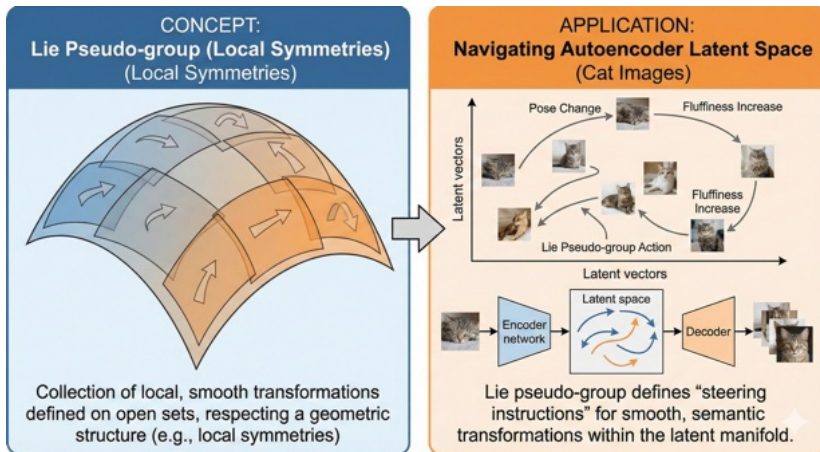 CONCEPT:
Lie Pseudo-group (Local Symmetries)
(Local Symmetries)
Collection of local, smooth transformations
defined on open sets, respecting a geometric
structure (e.g., local symmetries)
APPLICATION:
Navigating Autoencoder Latent Space
(Cat Images)
Latent vectors
Pose Change
Fluffiness Increase
Fluffiness
Increase
Lie Pseudo-group Action
Latent vectors
Encoder
network
Latent space
Decoder
Lie pseudo-group defines “steering
instructions” for smooth, semantic
transformations within the latent manifold.